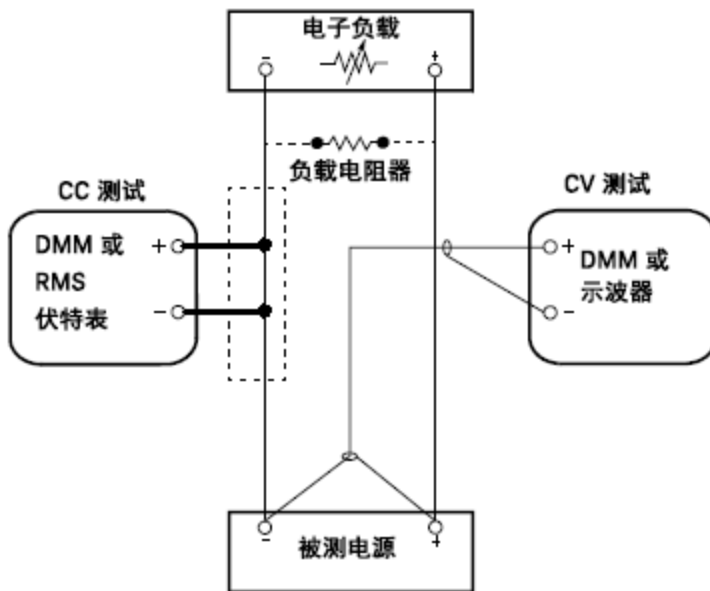 电子负载
- +
负载电阻器
CC 测试
DMM 或 +
RMS
伏特表 -
CV 测试
+ DMM 或
- 示波器
被测电源
- +